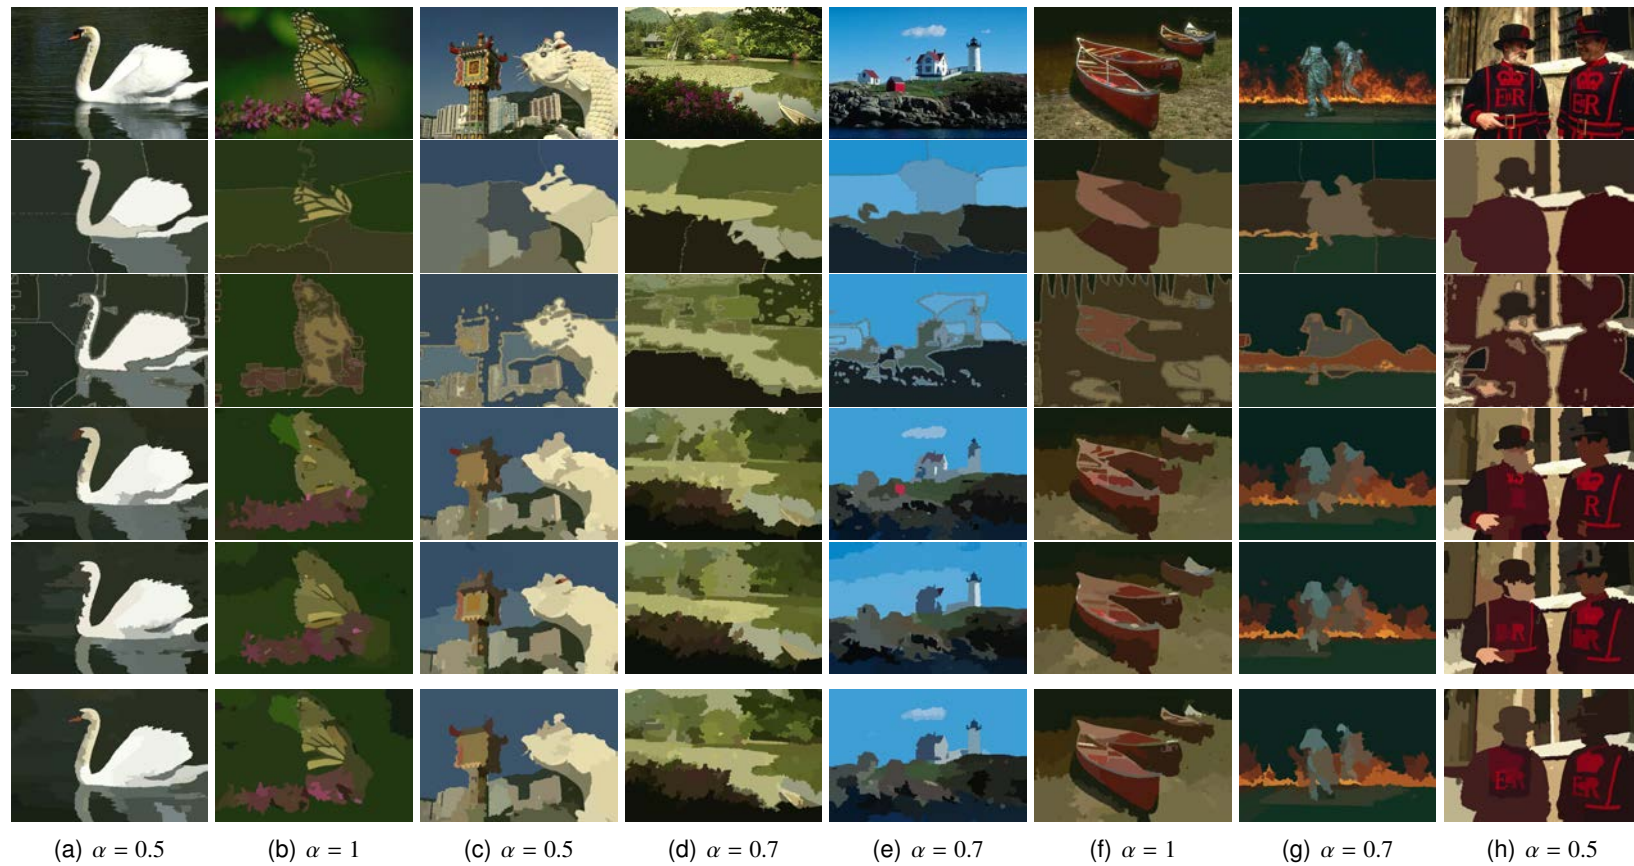 E R
E R
R
R
E R
E R
E R
(a) α = 0.5 (b) α = 1 (c) α = 0.5 (d) α = 0.7 (e) α = 0.7 (f) α = 1 (g) α = 0.7 (h) α = 0.5